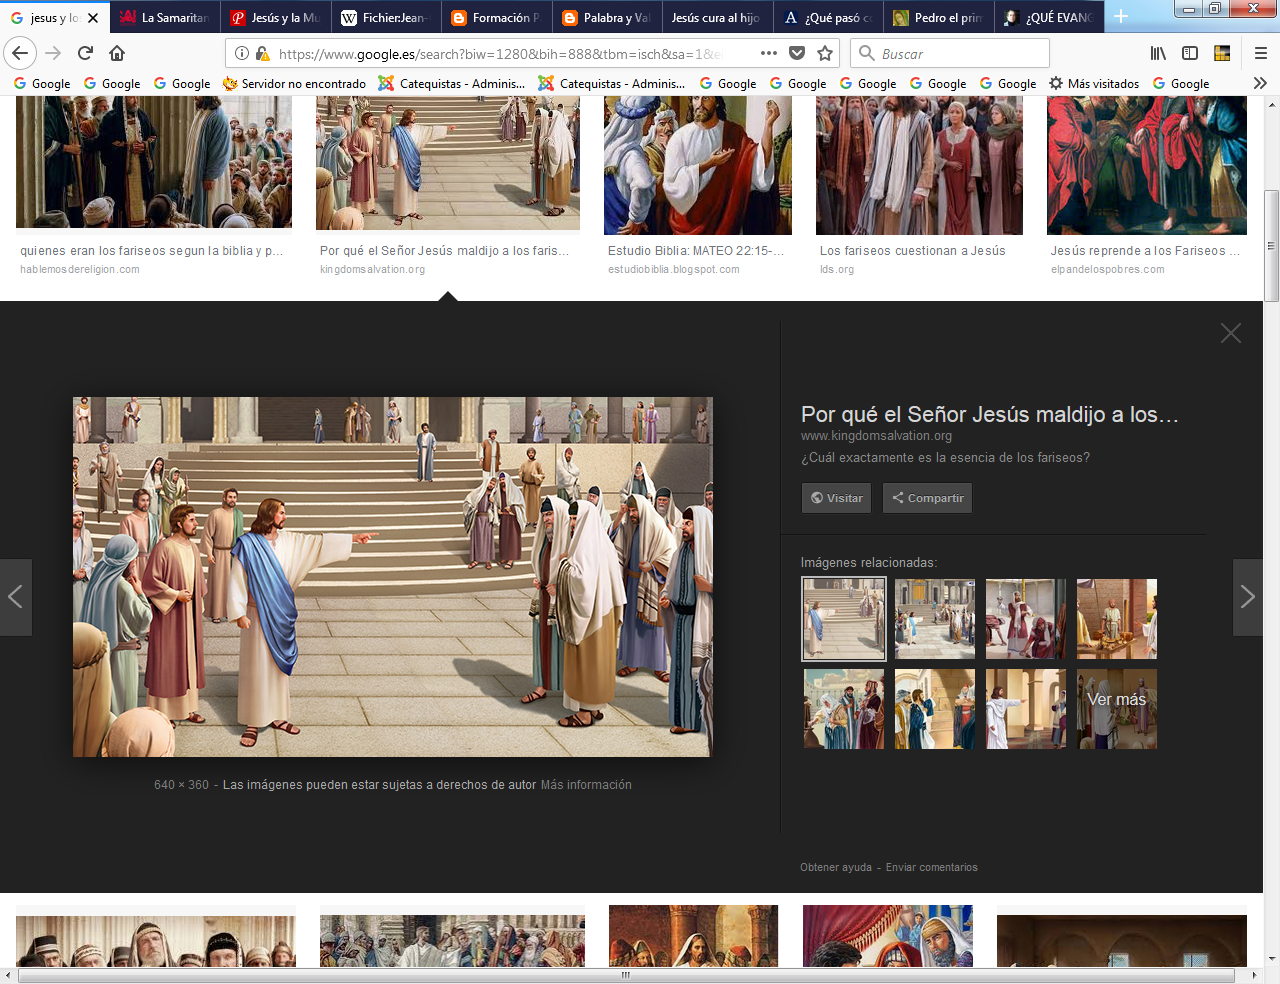 jesus y los
La Samaritan
Jesús y la Mu
Fichier:Jean-
Formación P
Palabra y Val
Jesús cura al hijo
¿Qué pasó c
Pedro el prim
¿QUÉ EVANG
https://www.google.es/search?biw=1280&bih=888&tbm=isch&sa=1&e
Buscar
Google
Google
Google
Servidor no encontrado
Catequistas - Adminis...
Catequistas - Adminis...
Google
Google
Google
Google
Google
Más visitados
Google
quienes eran los fariseos segun la biblia y p...
hablemosdereligion.com
Por qué el Señor Jesús maldijo a los faris...
kingdomsalvation.org
Estudio Biblia: MATEO 22:15-...
estudiobiblia.blogspot.com
Los fariseos cuestionan a Jesús
lds.org
Jesús reprende a los Fariseos ...
elpandelospobres.com
Por qué el Señor Jesús maldijo a los...
www.kingdomsalvation.org
¿Cuál exactamente es la esencia de los fariseos?
Visitar
Compartir
Imágenes relacionadas:
Ver más
640 × 360 - Las imágenes pueden estar sujetas a derechos de autor Más información
Obtener ayuda - Enviar comentarios